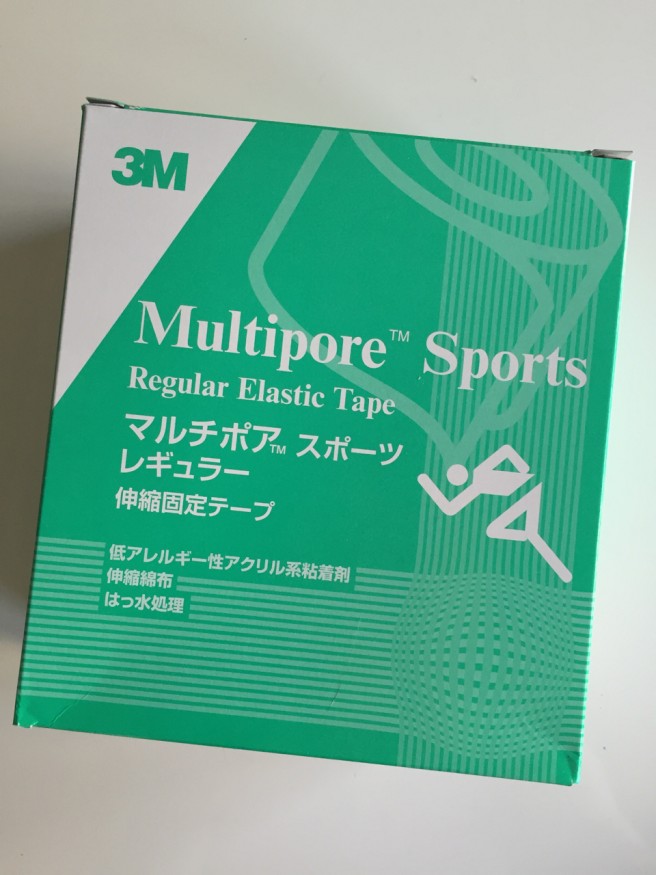 3M
Multipore™ Sports
Regular Elastic Tape
マルチポア™ スポーツ
レギュラー
伸縮固定テープ
低アレルギー性アクリル系粘着剤
伸縮綿布
はっ水処理